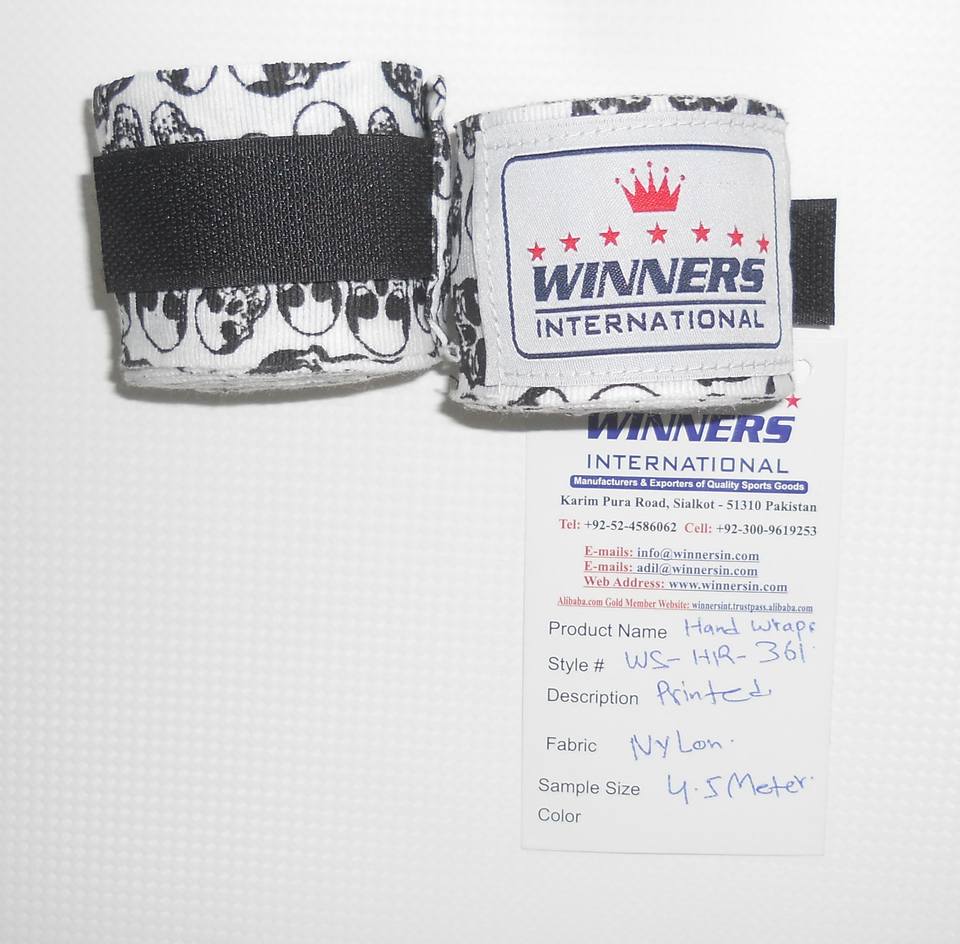 WINNERS
INTERNATIONAL
WINNERS
INTERNATIONAL
Manufacturers & Exporters of Quality Sports Goods
Karim Pura Road, Sialkot - 51310 Pakistan
Tel: +92-52-4586062 Cell: +92-300-9619253
E-mails: info@winnersin.com
E-mails: adil@winnersin.com
Web Address: www.winnersin.com
Alibaba.com Gold Member Website: winnersint.trustpass.alibaba.com
Product Name Hand Wraps
Style # WS-HR-361
Description Printed
Fabric Nylon.
Sample Size 4.5 Meter.
Color